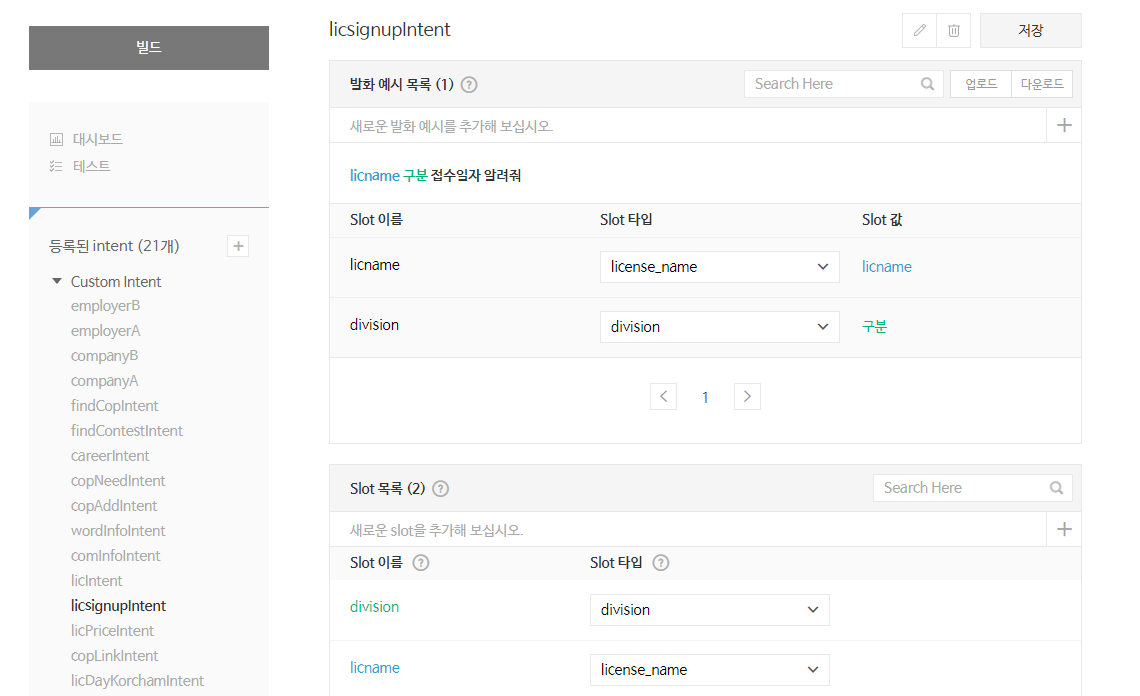 빌드
대시보드
테스트
등록된 intent (21개)
Custom Intent
employerB
employerA
companyB
companyA
findCopIntent
findContestIntent
careerIntent
copNeedIntent
copAddIntent
wordInfoIntent
comInfoIntent
licIntent
licsignupIntent
licPriceIntent
copLinkIntent
licDayKorchamIntent
licsignupIntent
저장
발화 예시 목록 (1) ?
Search Here
업로드
다운로드
새로운 발화 예시를 추가해 보십시오.
licname 구분 접수일자 알려줘
Slot 이름 Slot 타입 Slot 값
licname license_name licname
division division 구분
1
Slot 목록 (2) ?
Search Here
새로운 slot을 추가해 보십시오.
Slot 이름 ? Slot 타입 ?
division division
licname license_name